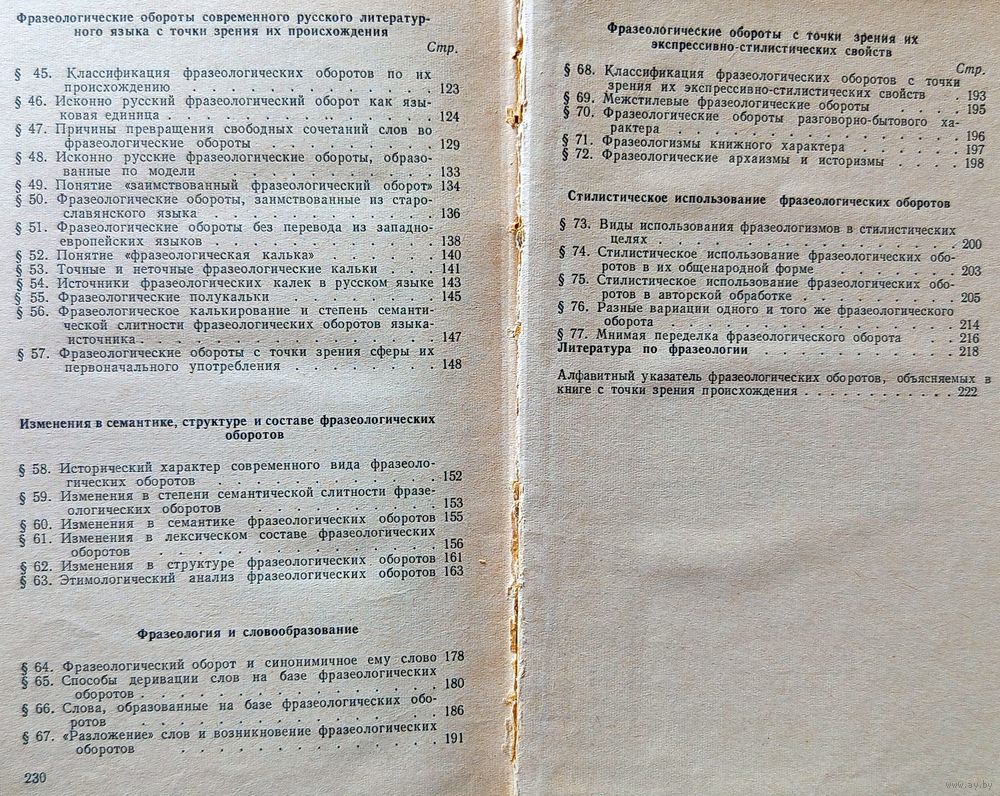 Фразеологические обороты современного русского литератур-
ного языка с точки зрения их происхождения
Стр.
§ 45. Классификация фразеологических оборотов по их
происхождению . . . . . . . . . . 123
§ 46. Исконно русский фразеологический оборот как язы-
ковая единица . . . . . . . . . . 124
§ 47. Причины превращения свободных сочетаний слов во
фразеологические обороты . . . . . . . 129
§ 48. Исконно русские фразеологические обороты, образо-
ванные по модели . . . . . . . . . 133
§ 49. Понятие «заимствованный фразеологический оборот» 134
§ 50. Фразеологические обороты, заимствованные из старо-
славянского языка . . . . . . . . . 136
§ 51. Фразеологические обороты без перевода из западно-
европейских языков . . . . . . . . . 138
§ 52. Понятие «фразеологическая калька» . . . . . 140
§ 53. Точные и неточные фразеологические кальки . . . 141
§ 54. Источники фразеологических калек в русском языке 143
§ 55. Фразеологические полукальки . . . . . . 145
§ 56. Фразеологическое калькирование и степень семанти-
ческой слитности фразеологических оборотов языка-
источника . . . . . . . . . . . 147
§ 57. Фразеологические обороты с точки зрения сферы их
первоначального употребления . . . . . . 148
Изменения в семантике, структуре и составе фразеологических
оборотов
§ 58. Исторический характер современного вида фразеоло-
гических оборотов . . . . . . . . . 152
§ 59. Изменения в степени семантической слитности фразе-
ологических оборотов . . . . . . . . 153
§ 60. Изменения в семантике фразеологических оборотов 155
§ 61. Изменения в лексическом составе фразеологических
оборотов . . . . . . . . . . . 156
§ 62. Изменения в структуре фразеологических оборотов 161
§ 63. Этимологический анализ фразеологических оборотов 163
Фразеология и словообразование
§ 64. Фразеологический оборот и синонимичное ему слово 178
§ 65. Способы деривации слов на базе фразеологических
оборотов . . . . . . . . . . . 180
§ 66. Слова, образованные на базе фразеологических обо-
ротов . . . . . . . . . . . . 186
§ 67. «Разложение» слов и возникновение фразеологических
оборотов . . . . . . . . . . . 191
230
Фразеологические обороты с точки зрения их
экспрессивно-стилистических свойств
Стр.
§ 68. Классификация фразеологических оборотов с точки
зрения их экспрессивно-стилистических свойств . 193
§ 69. Межстилевые фразеологические обороты . . . . 195
§ 70. Фразеологические обороты разговорно-бытового ха-
рактера . . . . . . . . . . . 196
§ 71. Фразеологизмы книжного характера . . . . . 197
§ 72. Фразеологические архаизмы и историзмы . . . . 198
Стилистическое использование фразеологических оборотов
§ 73. Виды использования фразеологизмов в стилистических
целях . . . . . . . . . . . . 200
§ 74. Стилистическое использование фразеологических обо-
ротов в их общенародной форме . . . . . . 203
§ 75. Стилистическое использование фразеологических обо-
ротов в авторской обработке . . . . . . . 205
§ 76. Разные вариации одного и того же фразеологического
оборота . . . . . . . . . . . 214
§ 77. Мнимая переделка фразеологического оборота . . 216
Литература по фразеологии . . . . . . . . 218
Алфавитный указатель фразеологических оборотов, объясняемых в
книге с точки зрения происхождения . . . . . . . . 222
www.ay.by